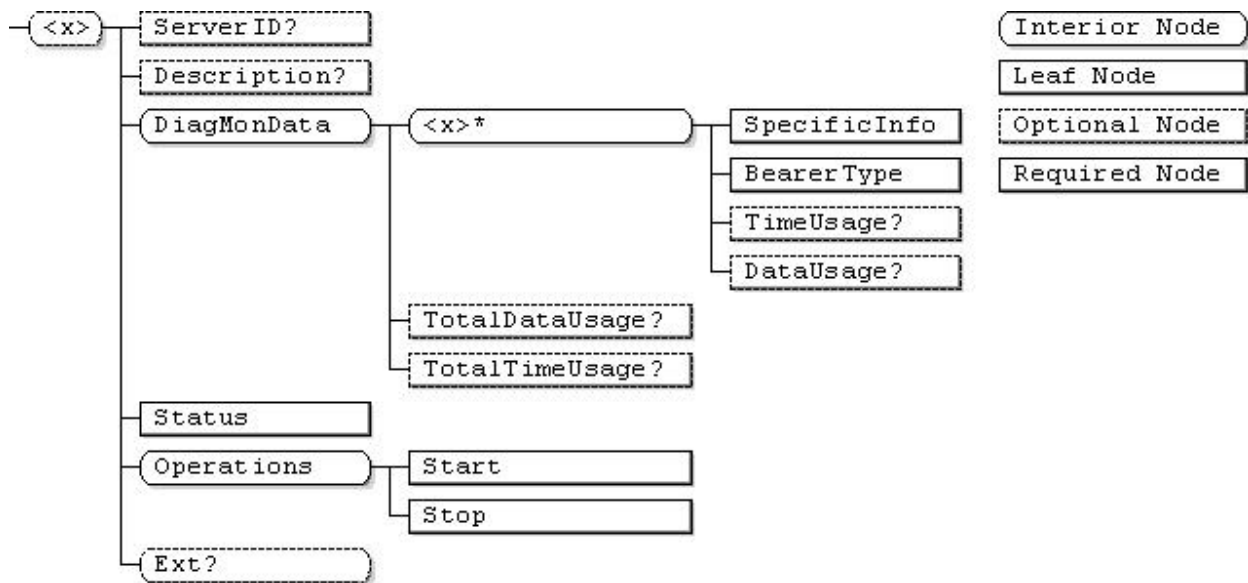 <x>
ServerID?
Description?
DiagMonData
<x>*
SpecificInfo
BearerType
TimeUsage?
DataUsage?
TotalDataUsage?
TotalTimeUsage?
Status
Operations
Start
Stop
Ext?
Interior Node
Leaf Node
Optional Node
Required Node